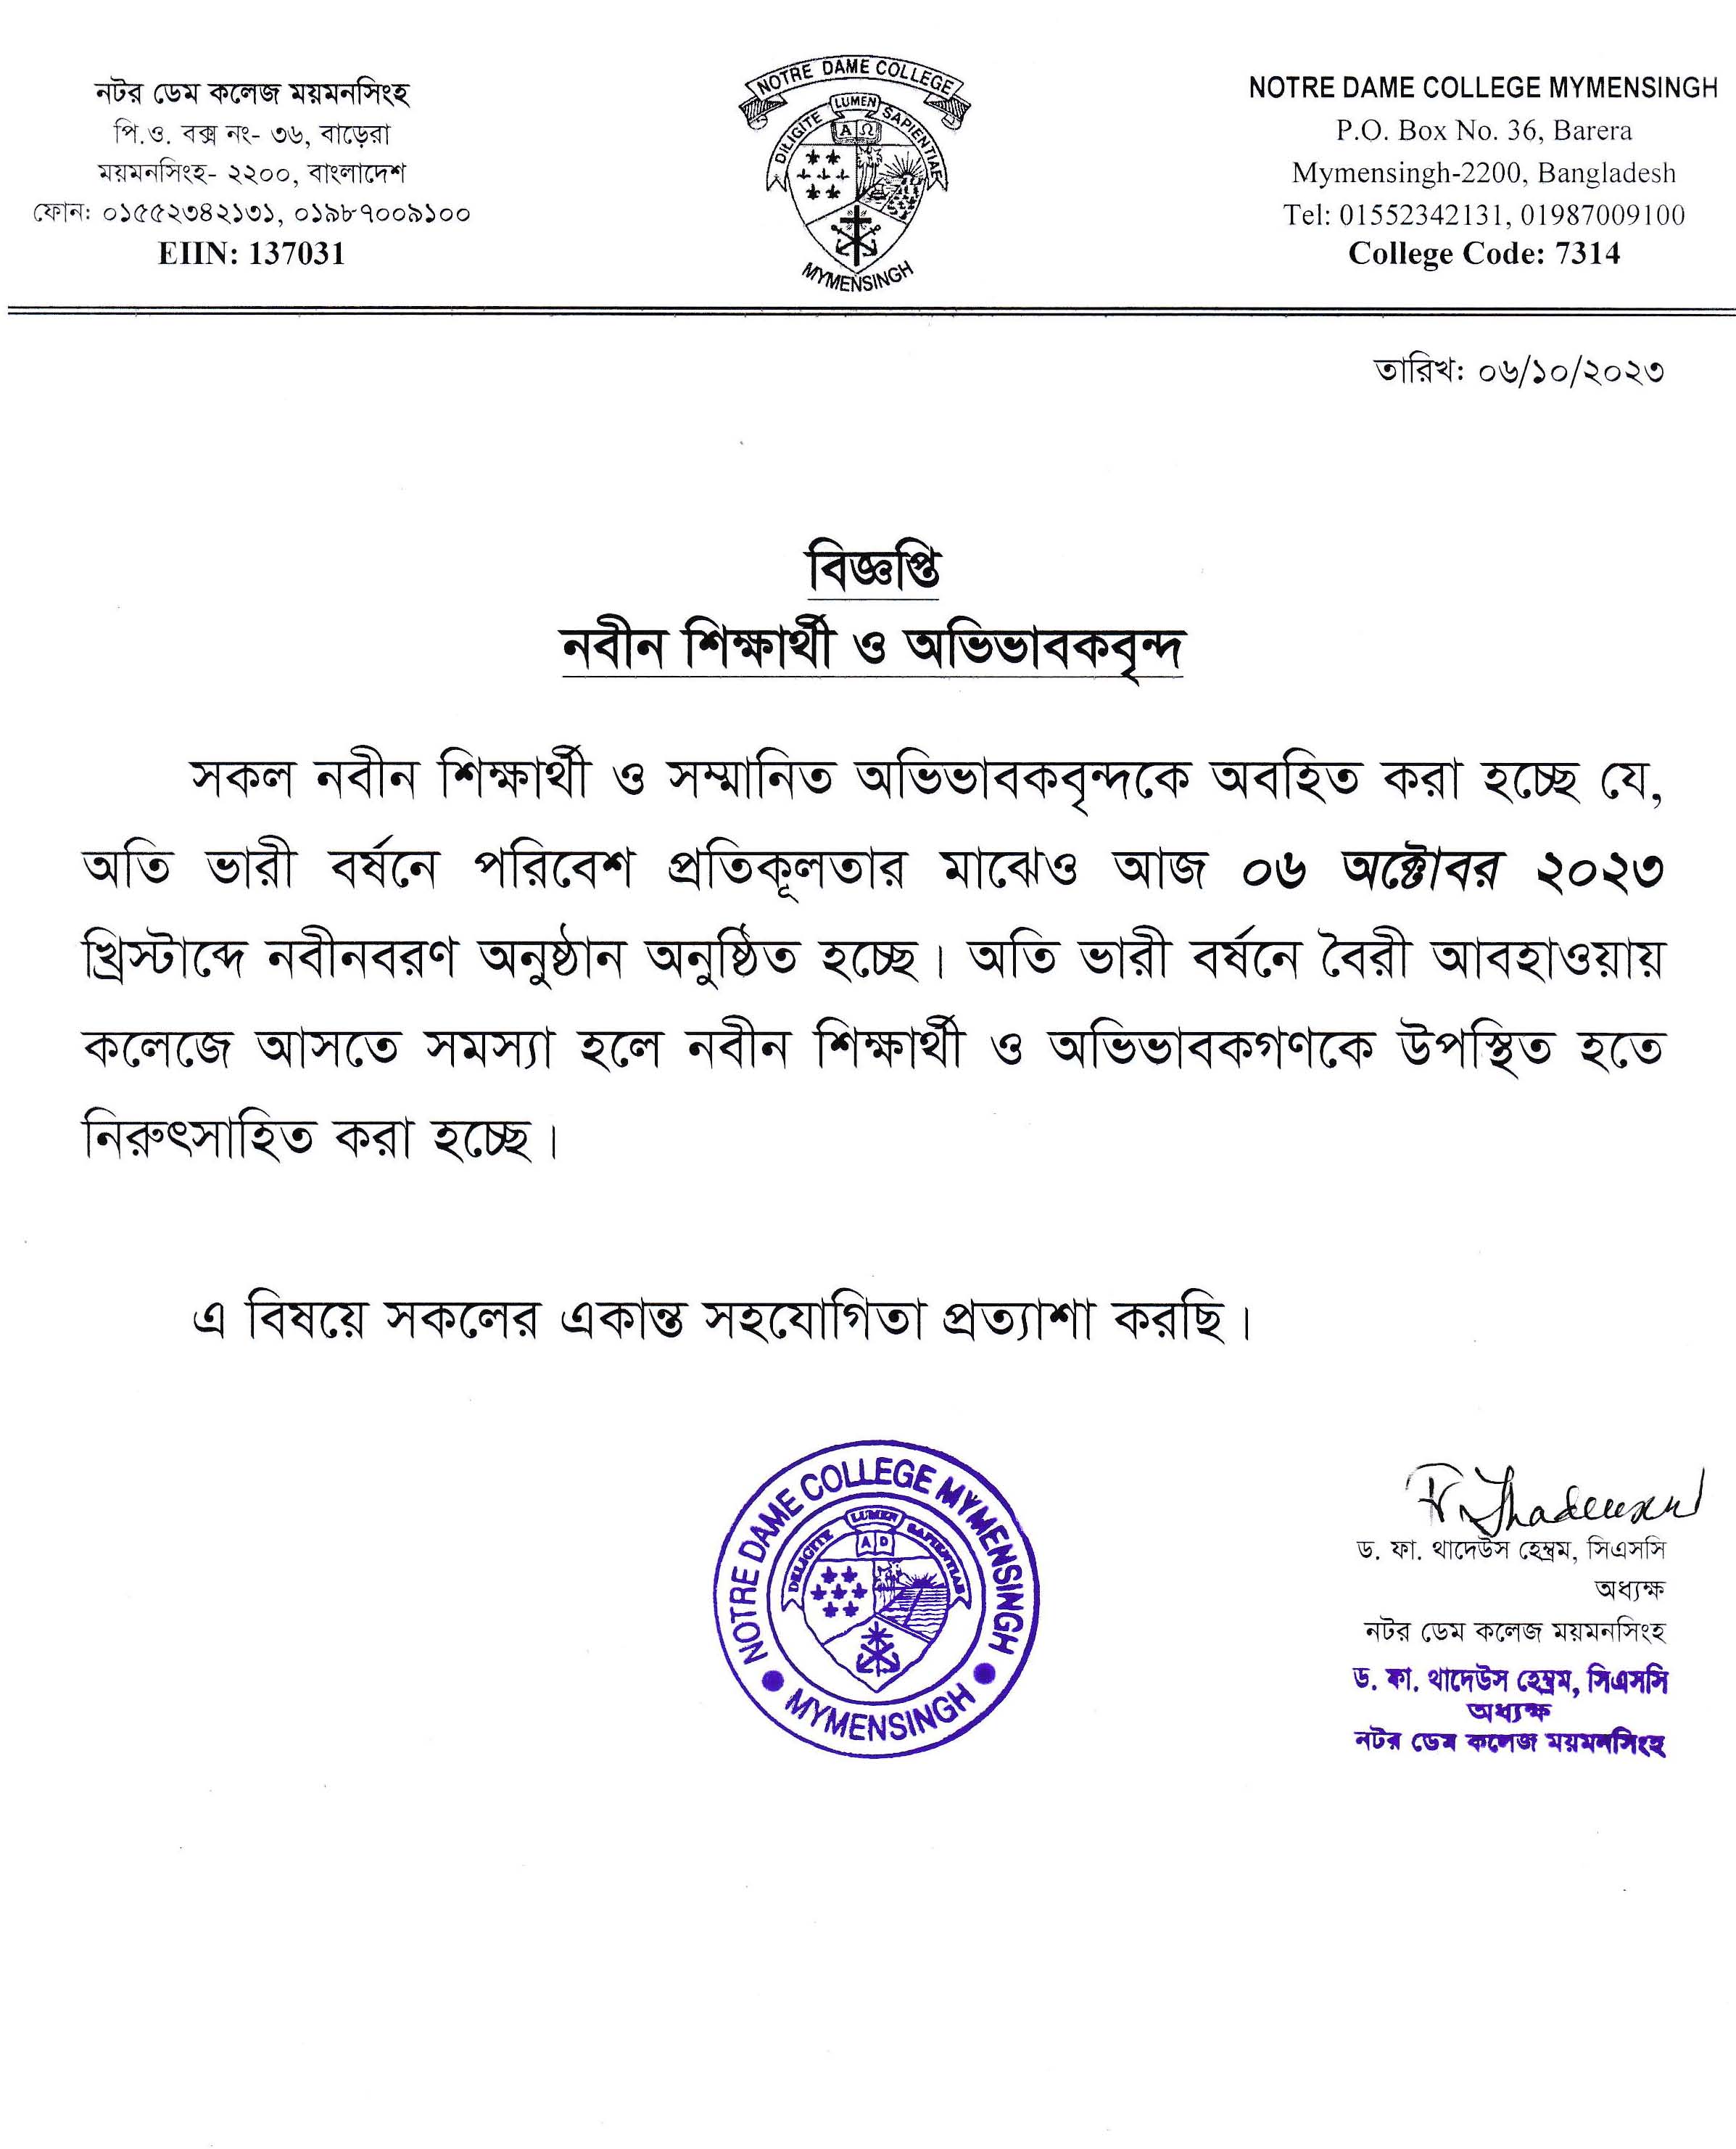 নটর ডেম কলেজ ময়মনসিংহ
পি.ও. বক্স নং- ৩৬, বাড়েরা
ময়মনসিংহ- ২২০০, বাংলাদেশ
ফোন: ০১৫৫২৩৪২১৩১, ০১৯৮৭০০৯১০০
EIIN: 137031
NOTRE DAME COLLEGE
DILIGITE LUMEN SAPIENTIAE
Α Ω
MYMENSINGH
NOTRE DAME COLLEGE MYMENSINGH
P.O. Box No. 36, Barera
Mymensingh-2200, Bangladesh
Tel: 01552342131, 01987009100
College Code: 7314
তারিখ: ০৬/১০/২০২৩
বিজ্ঞপ্তি
নবীন শিক্ষার্থী ও অভিভাবকবৃন্দ
সকল নবীন শিক্ষার্থী ও সম্মানিত অভিভাবকবৃন্দকে অবহিত করা হচ্ছে যে,
অতি ভারী বর্ষনে পরিবেশ প্রতিকূলতার মাঝেও আজ ০৬ অক্টোবর ২০২৩
খ্রিস্টাব্দে নবীনবরণ অনুষ্ঠান অনুষ্ঠিত হচ্ছে। অতি ভারী বর্ষনে বৈরী আবহাওয়ায়
কলেজে আসতে সমস্যা হলে নবীন শিক্ষার্থী ও অভিভাবকগণকে উপস্থিত হতে
নিরুৎসাহিত করা হচ্ছে।
এ বিষয়ে সকলের একান্ত সহযোগিতা প্রত্যাশা করছি।
NOTRE DAME COLLEGE MYMENSINGH
DELIGITE LUMEN SAPIENTIAE
A D
MYMENSINGH
ড. ফা. থাদেউস হেম্ব্রম, সিএসসি
অধ্যক্ষ
নটর ডেম কলেজ ময়মনসিংহ
ড. ফা. থাদেউস হেম্ব্রম, সিএসসি
অধ্যক্ষ
নটর ডেম কলেজ ময়মনসিংহ